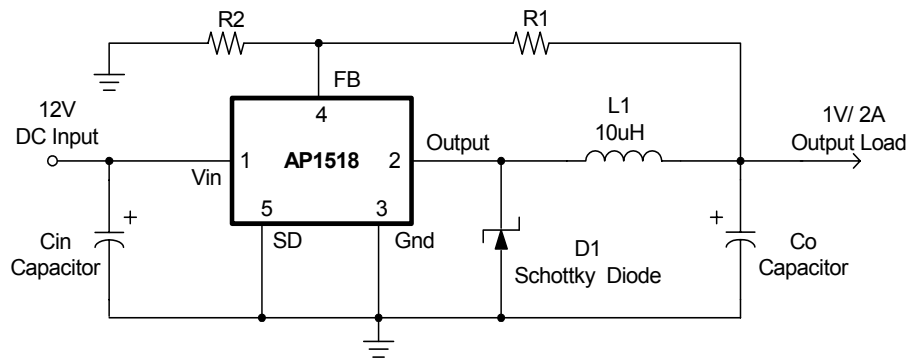 R2
R1
FB
12V
DC Input
4
L1
10uH
1V/ 2A
Output Load
Output
1
AP1518
2
Vin
5
3
SD
Gnd
+
Cin
Capacitor
D1
Schottky Diode
+
Co
Capacitor